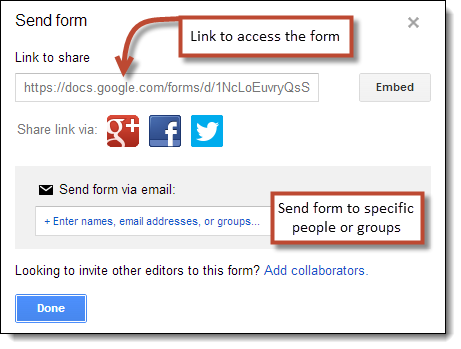 Send form
Link to access the form
Link to share
https://docs.google.com/forms/d/1NcLoEuvryQsS
Embed
Share link via:
g+
f
Send form via email:
+ Enter names, email addresses, or groups...
Send form to specific
people or groups
Looking to invite other editors to this form? Add collaborators.
Done